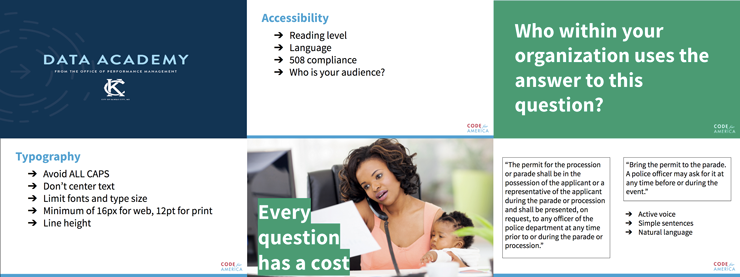 DATA ACADEMY
FROM THE OFFICE OF PERFORMANCE MANAGEMENT
KC
Accessibility
➔ Reading level
➔ Language
➔ 508 compliance
➔ Who is your audience?
CODE for
AMERICA
Who within your
organization uses the
answer to this
question?
CODE for
AMERICA
Typography
➔ Avoid ALL CAPS
➔ Don't center text
➔ Limit fonts and type size
➔ Minimum of 16px for web, 12pt for print
➔ Line height
CODE for
AMERICA
Every
question
has a cost
CODE for
AMERICA
“The permit for the procession
or parade shall be in the
possession of the applicant or a
representative of the applicant
during the parade or procession
and shall be presented, on
request, to any officer of the
police department at any time
prior to or during the parade or
procession.”
“Bring the permit to the parade.
A police officer may ask for it at
any time before or during the
event.”
➔ Active voice
➔ Simple sentences
➔ Natural language
CODE for
AMERICA